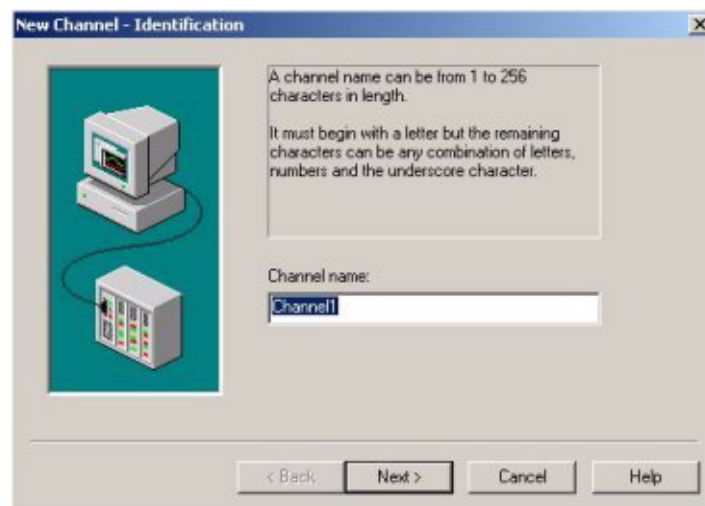 New Channel - Identification
A channel name can be from 1 to 256
characters in length.
It must begin with a letter but the remaining
characters can be any combination of letters,
numbers and the underscore character.
Channel name:
Channel1
< Back
Next >
Cancel
Help